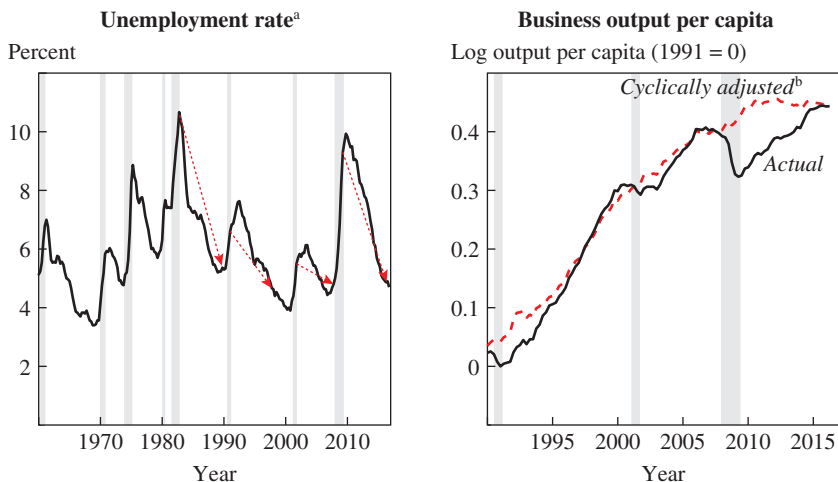 Unemployment rateᵃ
Percent
10
8
6
4
2
1970 1980 1990 2000 2010
Year
Business output per capita
Log output per capita (1991 = 0)
Cyclically adjustedᵇ
Actual
0.4
0.3
0.2
0.1
0
1995 2000 2005 2010 2015
Year